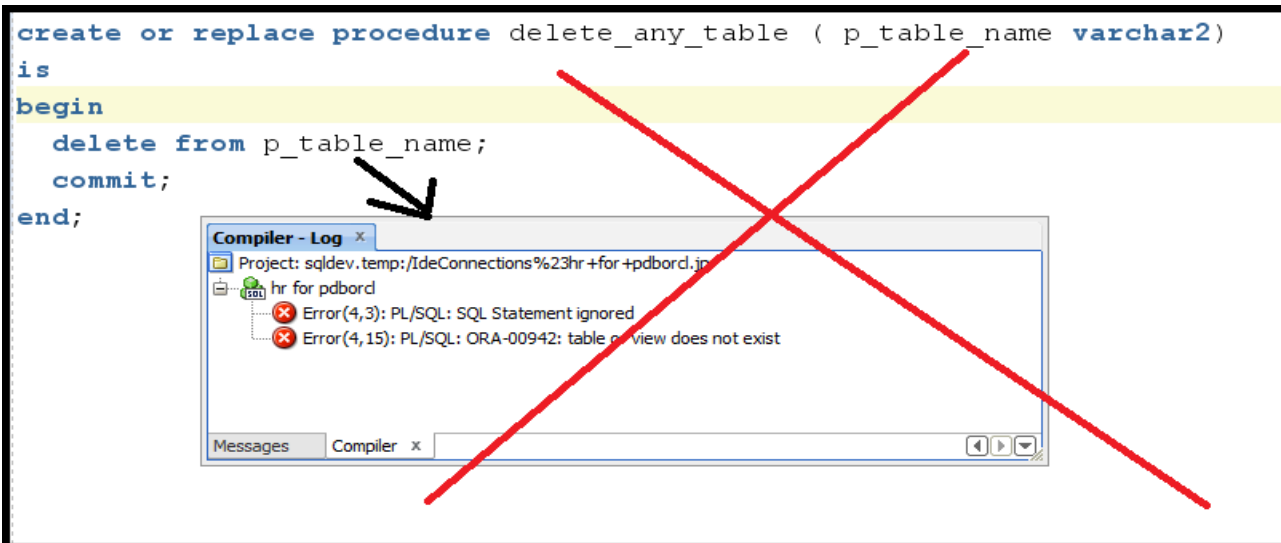 create or replace procedure delete_any_table ( p_table_name varchar2)
is
begin
delete from p_table_name;
commit;
end;
Compiler - Log x
Project: sqldev.temp:/IdeConnections%23hr+for+pdborcl.jpr
hr for pdborcl
Error(4,3): PL/SQL: SQL Statement ignored
Error(4,15): PL/SQL: ORA-00942: table or view does not exist
Messages Compiler x